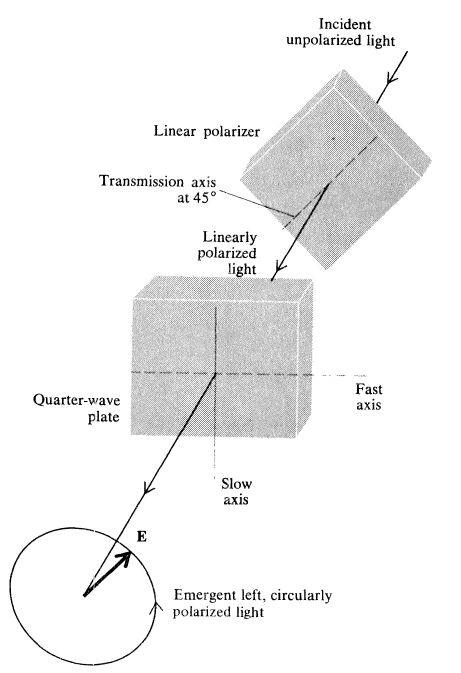 Incident
unpolarized light
Linear polarizer
Transmission axis
at 45°
Linearly
polarized
light
Fast
axis
Quarter-wave
plate
Slow
axis
E
Emergent left, circularly
polarized light